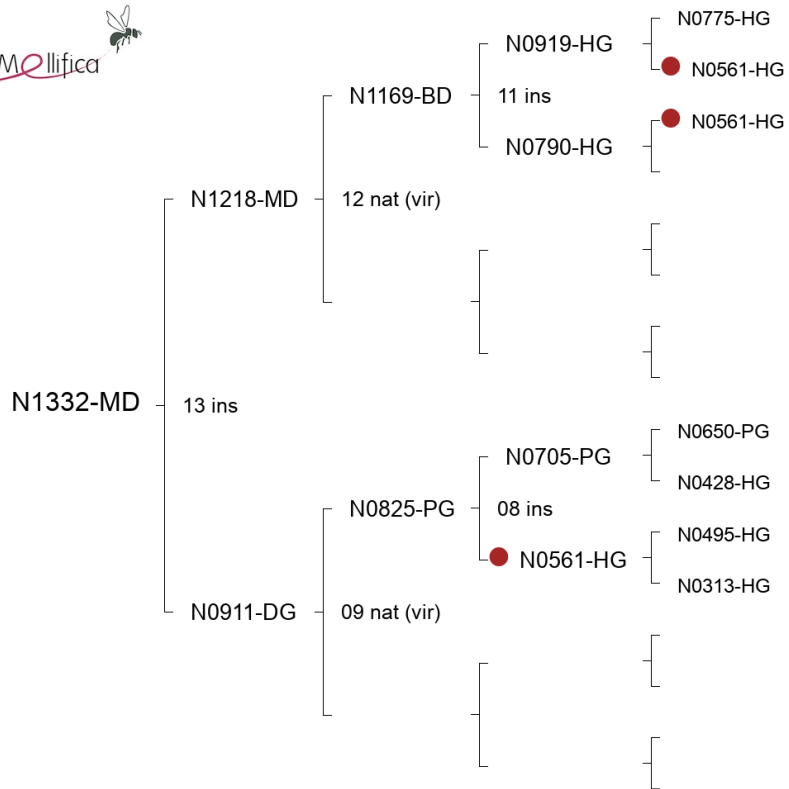 Mellifica
N0775-HG
N0919-HG
N0561-HG
N1169-BD
11 ins
N0561-HG
N0790-HG
N1218-MD
12 nat (vir)
N1332-MD
13 ins
N0650-PG
N0705-PG
N0428-HG
N0825-PG
08 ins
N0495-HG
N0561-HG
N0313-HG
N0911-DG
09 nat (vir)